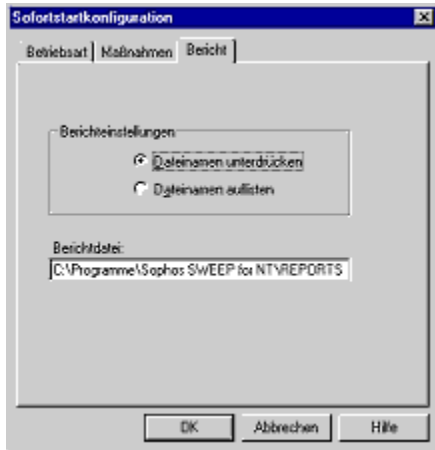 Sofortstartkonfiguration
Betriebsart Maßnahmen Bericht
Berichteinstellungen
Dateinamen unterdrücken
Dateinamen auflisten
Berichtdatei:
C:\Programme\Sophos SWEEP for NT\REPORTS
OK Abbrechen Hilfe